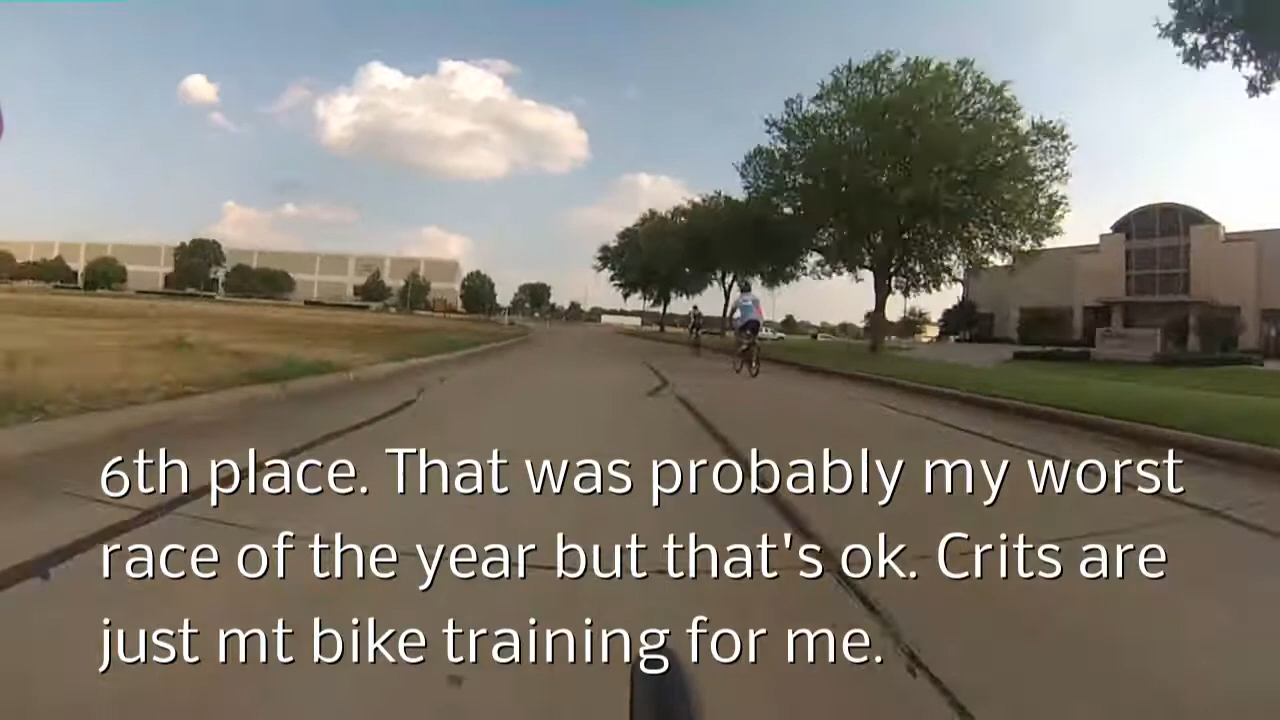 6th place. That was probably my worst
race of the year but that's ok. Crits are
just mt bike training for me.